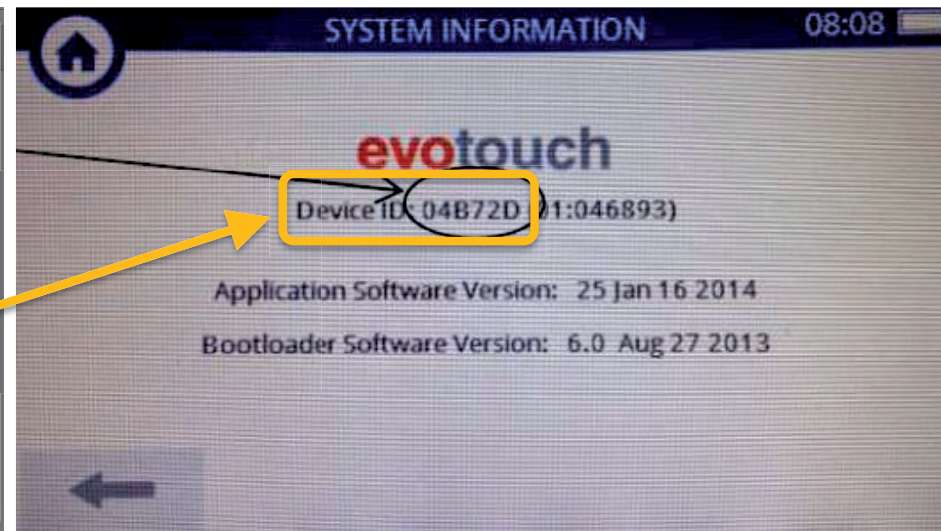 SYSTEM INFORMATION 08:08
evotouch
Device ID: 04B72D (01:046893)
Application Software Version: 25 Jan 16 2014
Bootloader Software Version: 6.0 Aug 27 2013